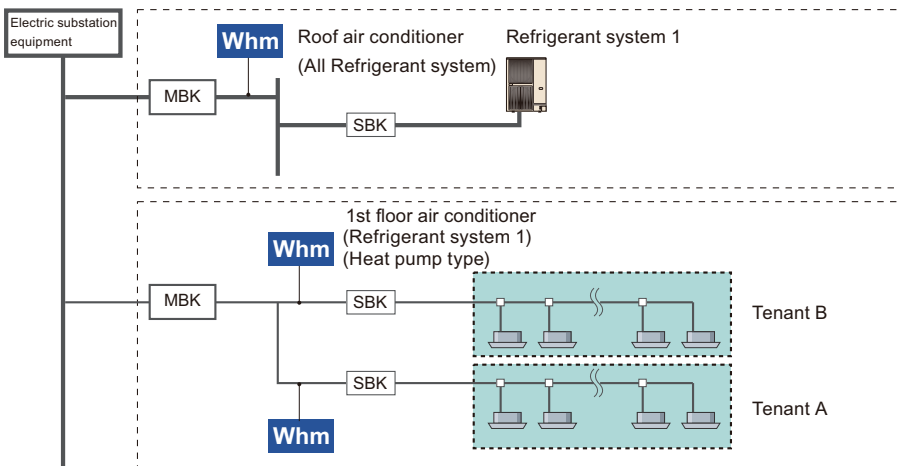 Electric substation
equipment
Whm
Roof air conditioner
(All Refrigerant system)
Refrigerant system 1
MBK
SBK
1st floor air conditioner
(Refrigerant system 1)
(Heat pump type)
Whm
MBK
SBK
Tenant B
SBK
Tenant A
Whm